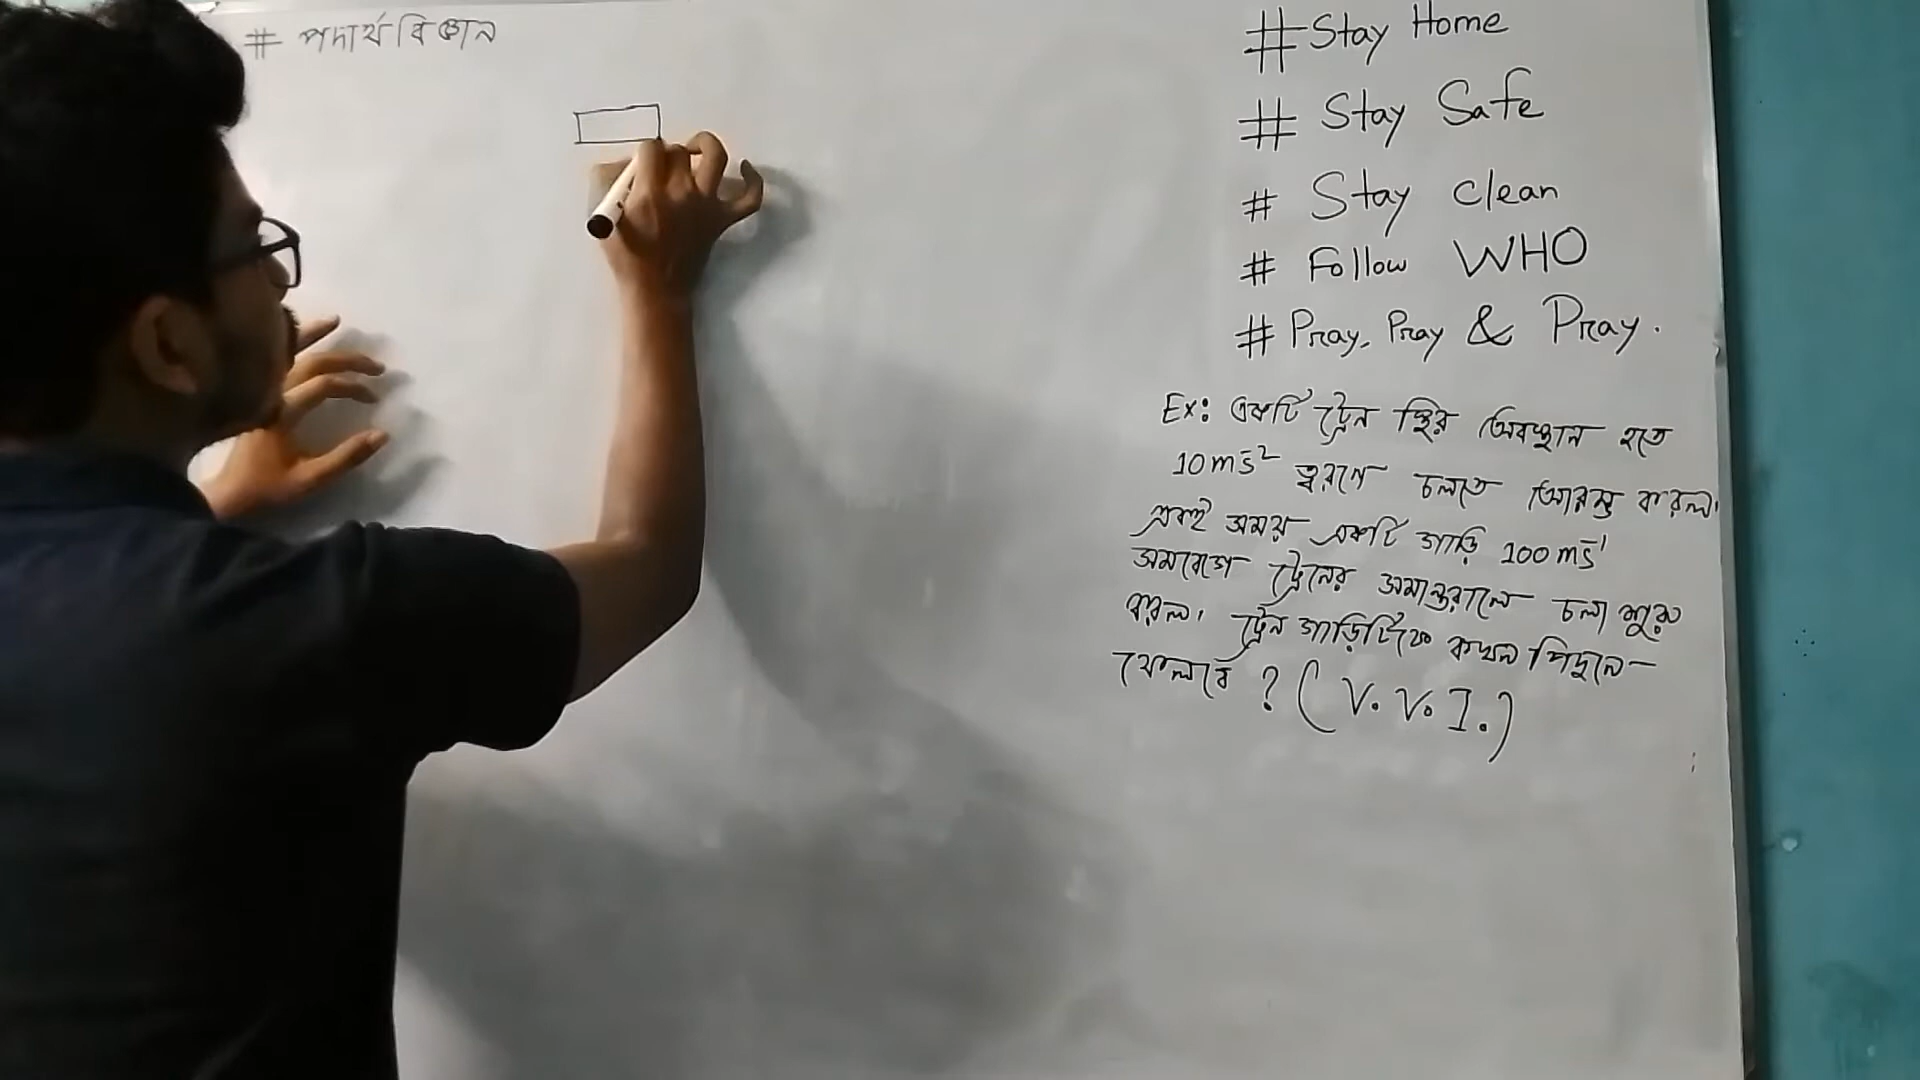 # পদার্থ বিজ্ঞান
#Stay Home
# Stay Safe
# Stay clean
# Follow WHO
# Pray, Pray & Pray.
Ex: একটি ট্রেন স্থির অবস্থান হতে
10 ms⁻² ত্বরণে চলতে আরম্ভ করল।
একই সময় একটি গাড়ি 100 ms⁻¹
সমবেগে ট্রেনের সমান্তরালে চলা শুরু
করল। ট্রেন গাড়িটিকে কখন পিছনে
ফেলবে ? (V.V.I.)